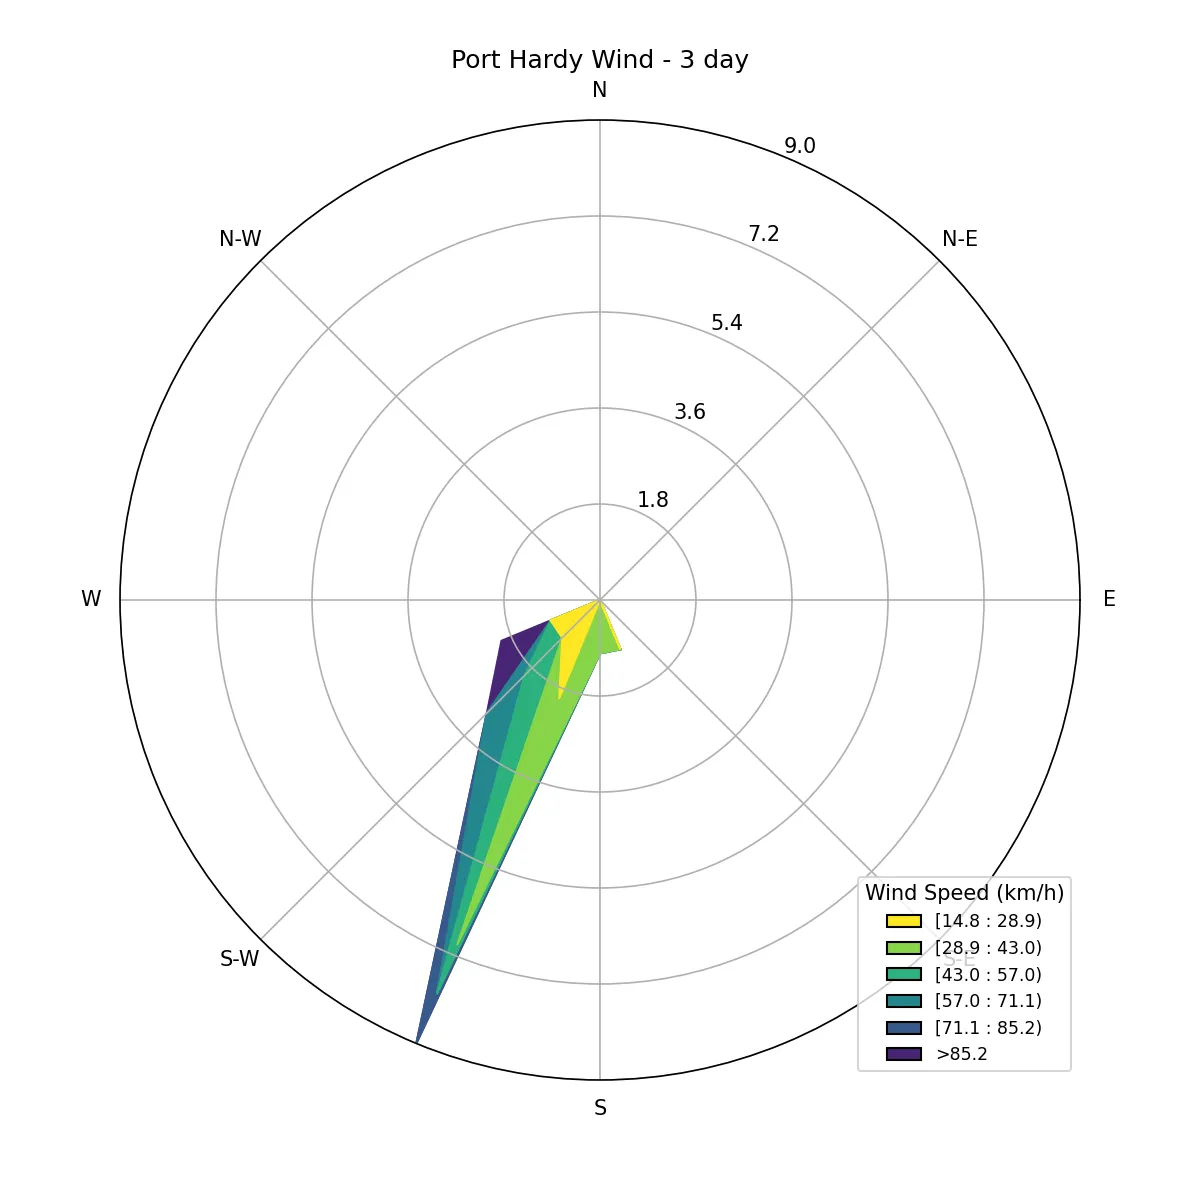 Port Hardy Wind - 3 day
N
9.0
N-W
N-E
7.2
5.4
3.6
1.8
W
E
S-W
S-E
Wind Speed (km/h)
[14.8 : 28.9)
[28.9 : 43.0)
[43.0 : 57.0)
[57.0 : 71.1)
[71.1 : 85.2)
>85.2
S